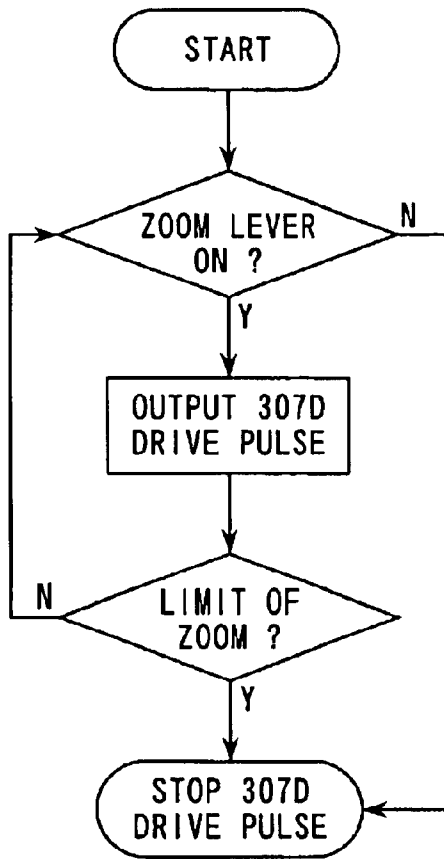 START
ZOOM LEVER
ON ?
N
Y
OUTPUT 307D
DRIVE PULSE
N
LIMIT OF
ZOOM ?
Y
STOP 307D
DRIVE PULSE